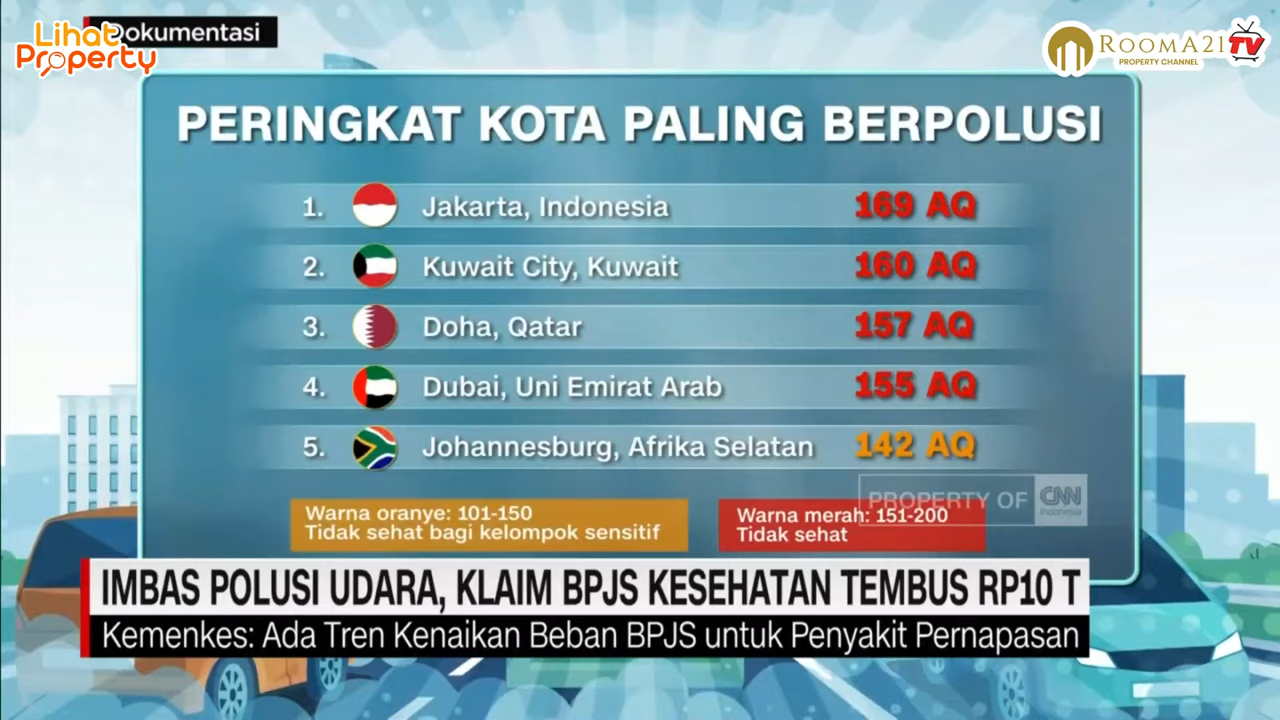 Lihat
Property
Dokumentasi
ROOMA21 TV
PROPERTY CHANNEL
PERINGKAT KOTA PALING BERPOLUSI
1. Jakarta, Indonesia 169 AQ
2. Kuwait City, Kuwait 160 AQ
3. Doha, Qatar 157 AQ
4. Dubai, Uni Emirat Arab 155 AQ
5. Johannesburg, Afrika Selatan 142 AQ
PROPERTY OF CNN Indonesia
Warna oranye: 101-150
Tidak sehat bagi kelompok sensitif
Warna merah: 151-200
Tidak sehat
IMBAS POLUSI UDARA, KLAIM BPJS KESEHATAN TEMBUS RP10 T
Kemenkes: Ada Tren Kenaikan Beban BPJS untuk Penyakit Pernapasan